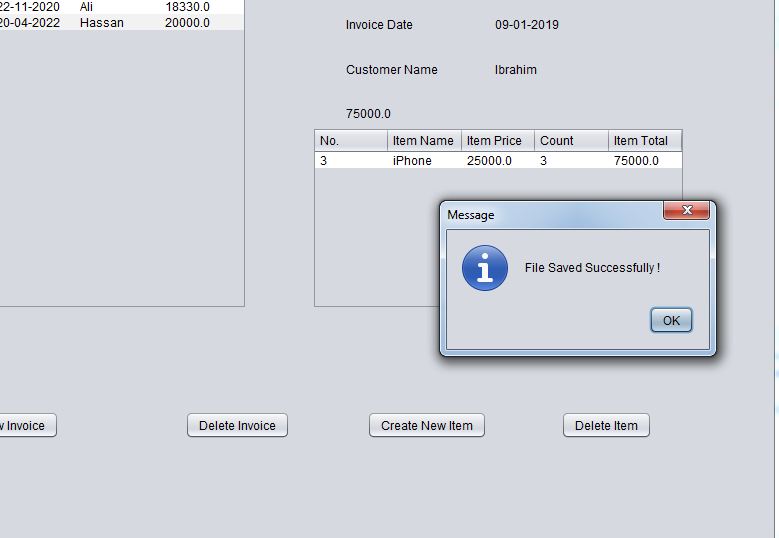 22-11-2020 Ali 18330.0
20-04-2022 Hassan 20000.0
Invoice Date 09-01-2019
Customer Name Ibrahim
75000.0
No. Item Name Item Price Count Item Total
3 iPhone 25000.0 3 75000.0
Message
File Saved Successfully !
OK
w Invoice Delete Invoice Create New Item Delete Item